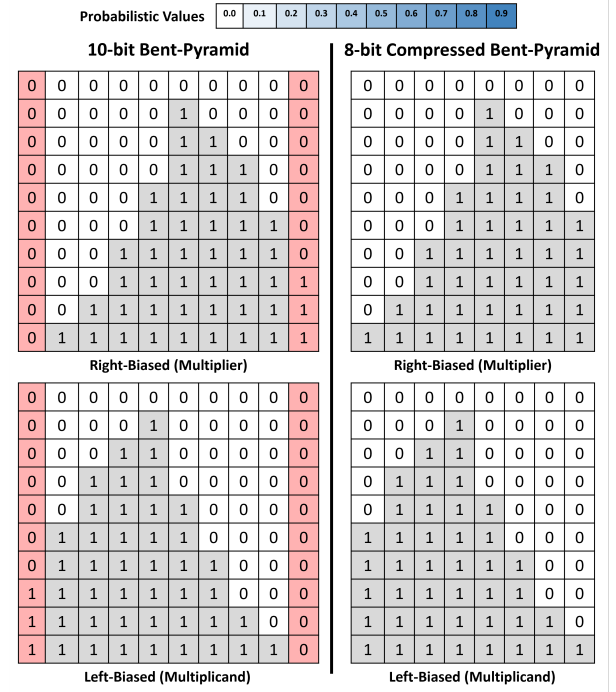 Probabilistic Values 0.0 0.1 0.2 0.3 0.4 0.5 0.6 0.7 0.8 0.9
10-bit Bent-Pyramid
0 0 0 0 0 0 0 0 0 0
0 0 0 0 0 1 0 0 0 0
0 0 0 0 0 1 1 0 0 0
0 0 0 0 0 1 1 1 0 0
0 0 0 0 1 1 1 1 0 0
0 0 0 0 1 1 1 1 1 0
0 0 0 1 1 1 1 1 1 0
0 0 0 1 1 1 1 1 1 1
0 0 1 1 1 1 1 1 1 1
0 1 1 1 1 1 1 1 1 1
Right-Biased (Multiplier)
0 0 0 0 0 0 0 0 0 0
0 0 0 0 1 0 0 0 0 0
0 0 0 1 1 0 0 0 0 0
0 0 1 1 1 0 0 0 0 0
0 0 1 1 1 1 0 0 0 0
0 1 1 1 1 1 0 0 0 0
0 1 1 1 1 1 1 0 0 0
1 1 1 1 1 1 1 0 0 0
1 1 1 1 1 1 1 1 0 0
1 1 1 1 1 1 1 1 1 0
Left-Biased (Multiplicand)
8-bit Compressed Bent-Pyramid
0 0 0 0 0 0 0 0
0 0 0 0 1 0 0 0
0 0 0 0 1 1 0 0
0 0 0 0 1 1 1 0
0 0 0 1 1 1 1 0
0 0 0 1 1 1 1 1
0 0 1 1 1 1 1 1
0 0 1 1 1 1 1 1
0 1 1 1 1 1 1 1
1 1 1 1 1 1 1 1
Right-Biased (Multiplier)
0 0 0 0 0 0 0 0
0 0 0 1 0 0 0 0
0 0 1 1 0 0 0 0
0 1 1 1 0 0 0 0
0 1 1 1 1 0 0 0
1 1 1 1 1 0 0 0
1 1 1 1 1 1 0 0
1 1 1 1 1 1 0 0
1 1 1 1 1 1 1 0
1 1 1 1 1 1 1 1
Left-Biased (Multiplicand)